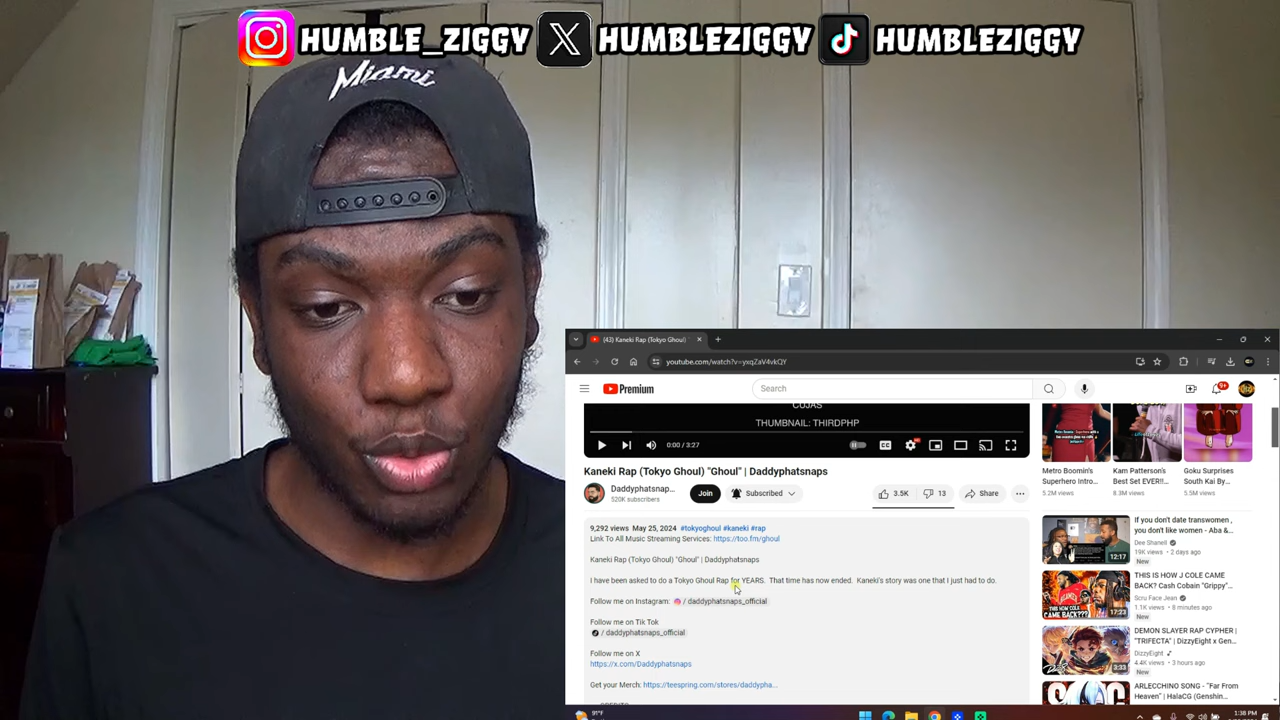 HUMBLE_ZIGGY HUMBLEZIGGY HUMBLEZIGGY
Miami
(43) Kaneki Rap (Tokyo Ghoul)
youtube.com/watch?v=yxqZaV4vkQY
Premium
Search
9+
CUJAS
THUMBNAIL: THIRDPHP
0:00 / 3:27
Kaneki Rap (Tokyo Ghoul) "Ghoul" | Daddyphatsnaps
Daddyphatsnap...
520K subscribers
Join
Subscribed
3.5K
13
Share
9,292 views May 25, 2024 #tokyoghoul #kaneki #rap
Link To All Music Streaming Services: https://too.fm/ghoul
Kaneki Rap (Tokyo Ghoul) "Ghoul" | Daddyphatsnaps
I have been asked to do a Tokyo Ghoul Rap for YEARS. That time has now ended. Kaneki's story was one that I just had to do.
Follow me on Instagram: / daddyphatsnaps_official
Follow me on Tik Tok
/ daddyphatsnaps_official
Follow me on X
https://x.com/Daddyphatsnaps
Get your Merch: https://teespring.com/stores/daddypha...
Metro Boomin's Kam Patterson's Goku Surprises
Superhero Intro... Best Set EVER!!... South Kai By...
5.2M views 8.3M views 5.5M views
If you don't date transwomen ,
you don't like women - Aba &...
Dee Shanell
19K views • 2 days ago
New
12:17
THIS IS HOW J COLE CAME
BACK? Cash Cobain "Grippy"...
Scru Face Jean
1.1K views • 8 minutes ago
New
17:23
DEMON SLAYER RAP CYPHER |
"TRIFECTA" | DizzyEight x Gen...
DizzyEight
4.4K views • 3 hours ago
New
3:33
ARLECCHINO SONG - "Far From
Heaven" | HalaCG (Genshin...
91°F
1:38 PM